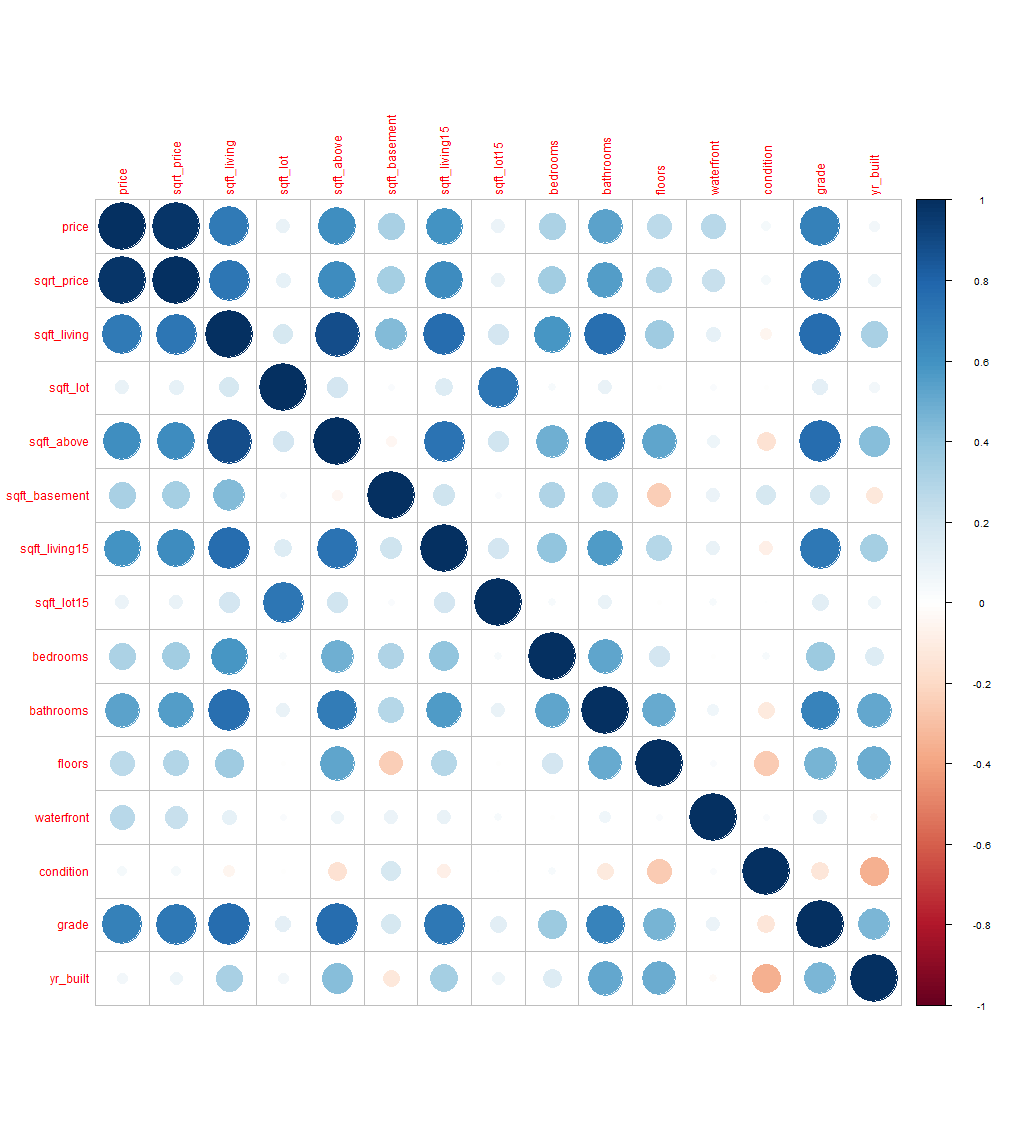 price
sqrt_price
sqft_living
sqft_lot
sqft_above
sqft_basement
sqft_living15
sqft_lot15
bedrooms
bathrooms
floors
waterfront
condition
grade
yr_built
price
sqrt_price
sqft_living
sqft_lot
sqft_above
sqft_basement
sqft_living15
sqft_lot15
bedrooms
bathrooms
floors
waterfront
condition
grade
yr_built
1
0.8
0.6
0.4
0.2
0
-0.2
-0.4
-0.6
-0.8
-1